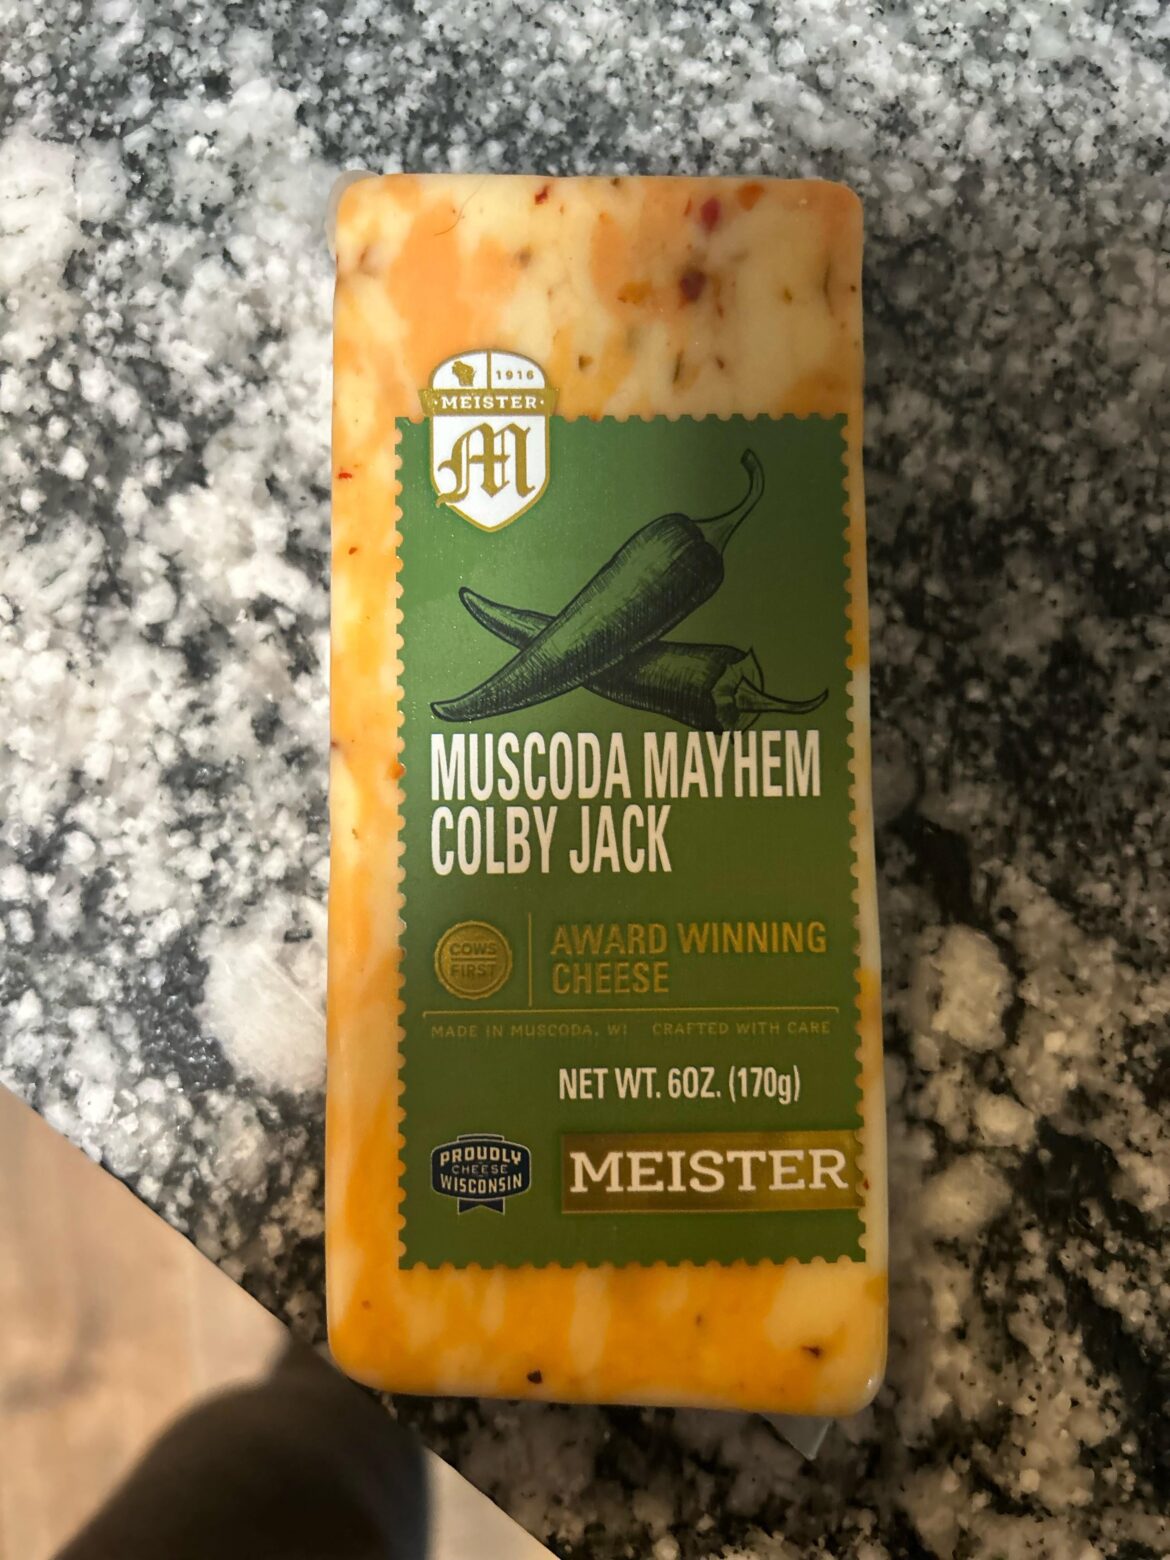 1916
MEISTER
M
MUSCODA MAYHEM
COLBY JACK
COWS
FIRST
AWARD WINNING
CHEESE
MADE IN MUSCODA, WI CRAFTED WITH CARE
NET WT. 6OZ. (170g)
PROUDLY
CHEESE
WISCONSIN
MEISTER